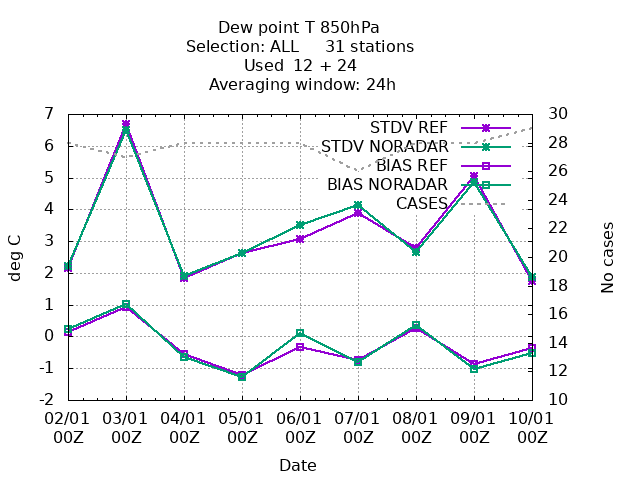 Dew point T 850hPa
Selection: ALL 31 stations
Used 12 + 24
Averaging window: 24h
7 30
6 28
5 26
4 24
3 22
2 20
1 18
0 16
-1 14
-2 12
10
deg C
No cases
STDV REF
STDV NORADAR
BIAS REF
BIAS NORADAR
CASES
02/01 03/01 04/01 05/01 06/01 07/01 08/01 09/01 10/01
00Z 00Z 00Z 00Z 00Z 00Z 00Z 00Z 00Z
Date